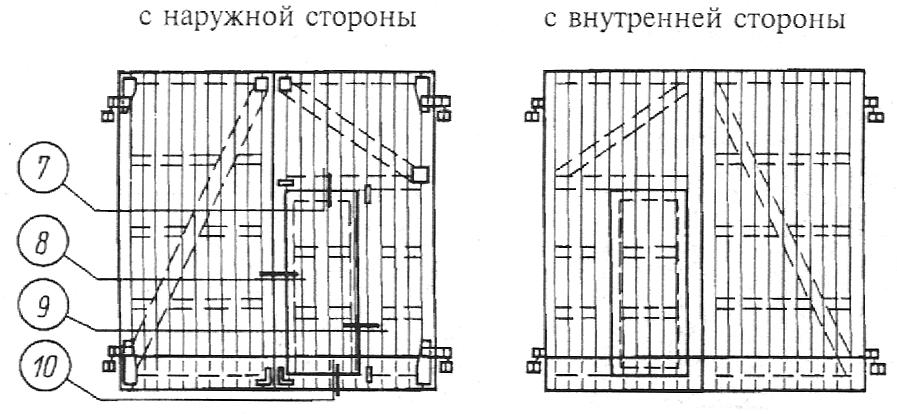 с наружной стороны
с внутренней стороны
7
8
9
10